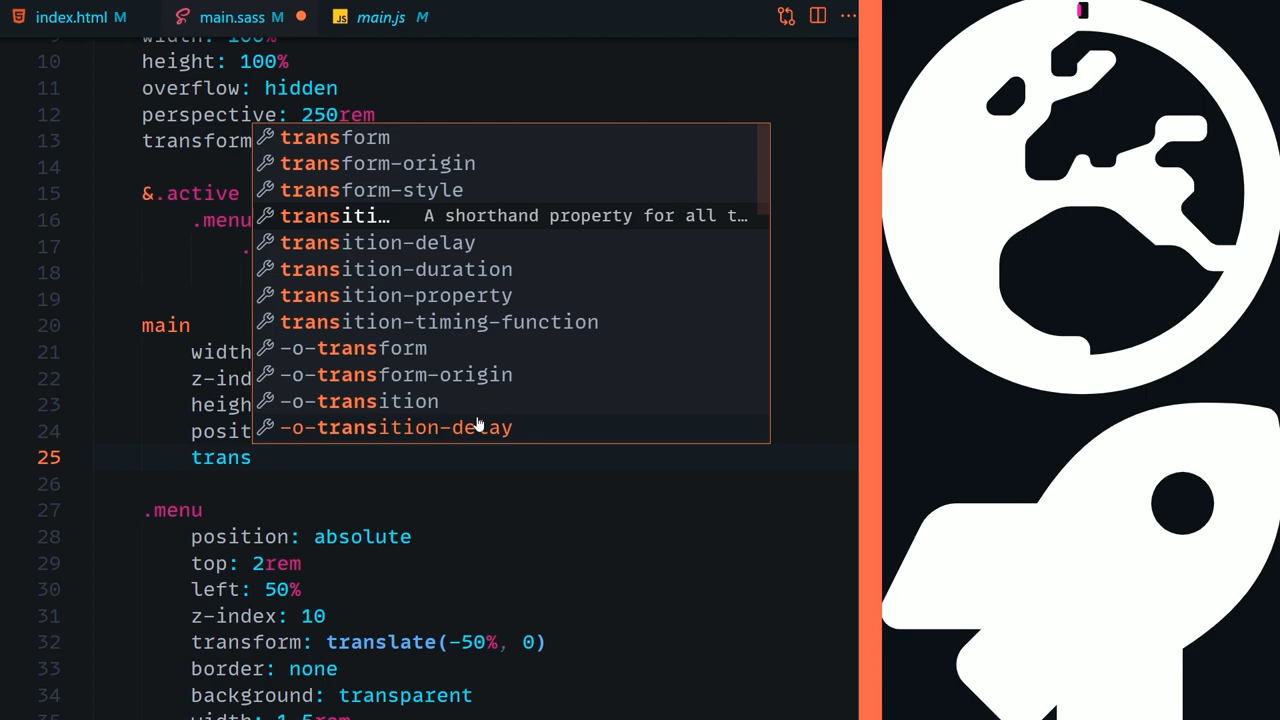 index.html M
main.sass M
JS main.js M
width: 100%
10 height: 100%
11 overflow: hidden
12 perspective: 250rem
13 transform
14
15 &.active
16 .menu
17 .
18
19
20 main
21 width
22 z-ind
23 heigh
24 posit
25 trans
26
27 .menu
28 position: absolute
29 top: 2rem
30 left: 50%
31 z-index: 10
32 transform: translate(-50%, 0)
33 border: none
34 background: transparent
transform
transform-origin
transform-style
transiti… A shorthand property for all t…
transition-delay
transition-duration
transition-property
transition-timing-function
-o-transform
-o-transform-origin
-o-transition
-o-transition-delay